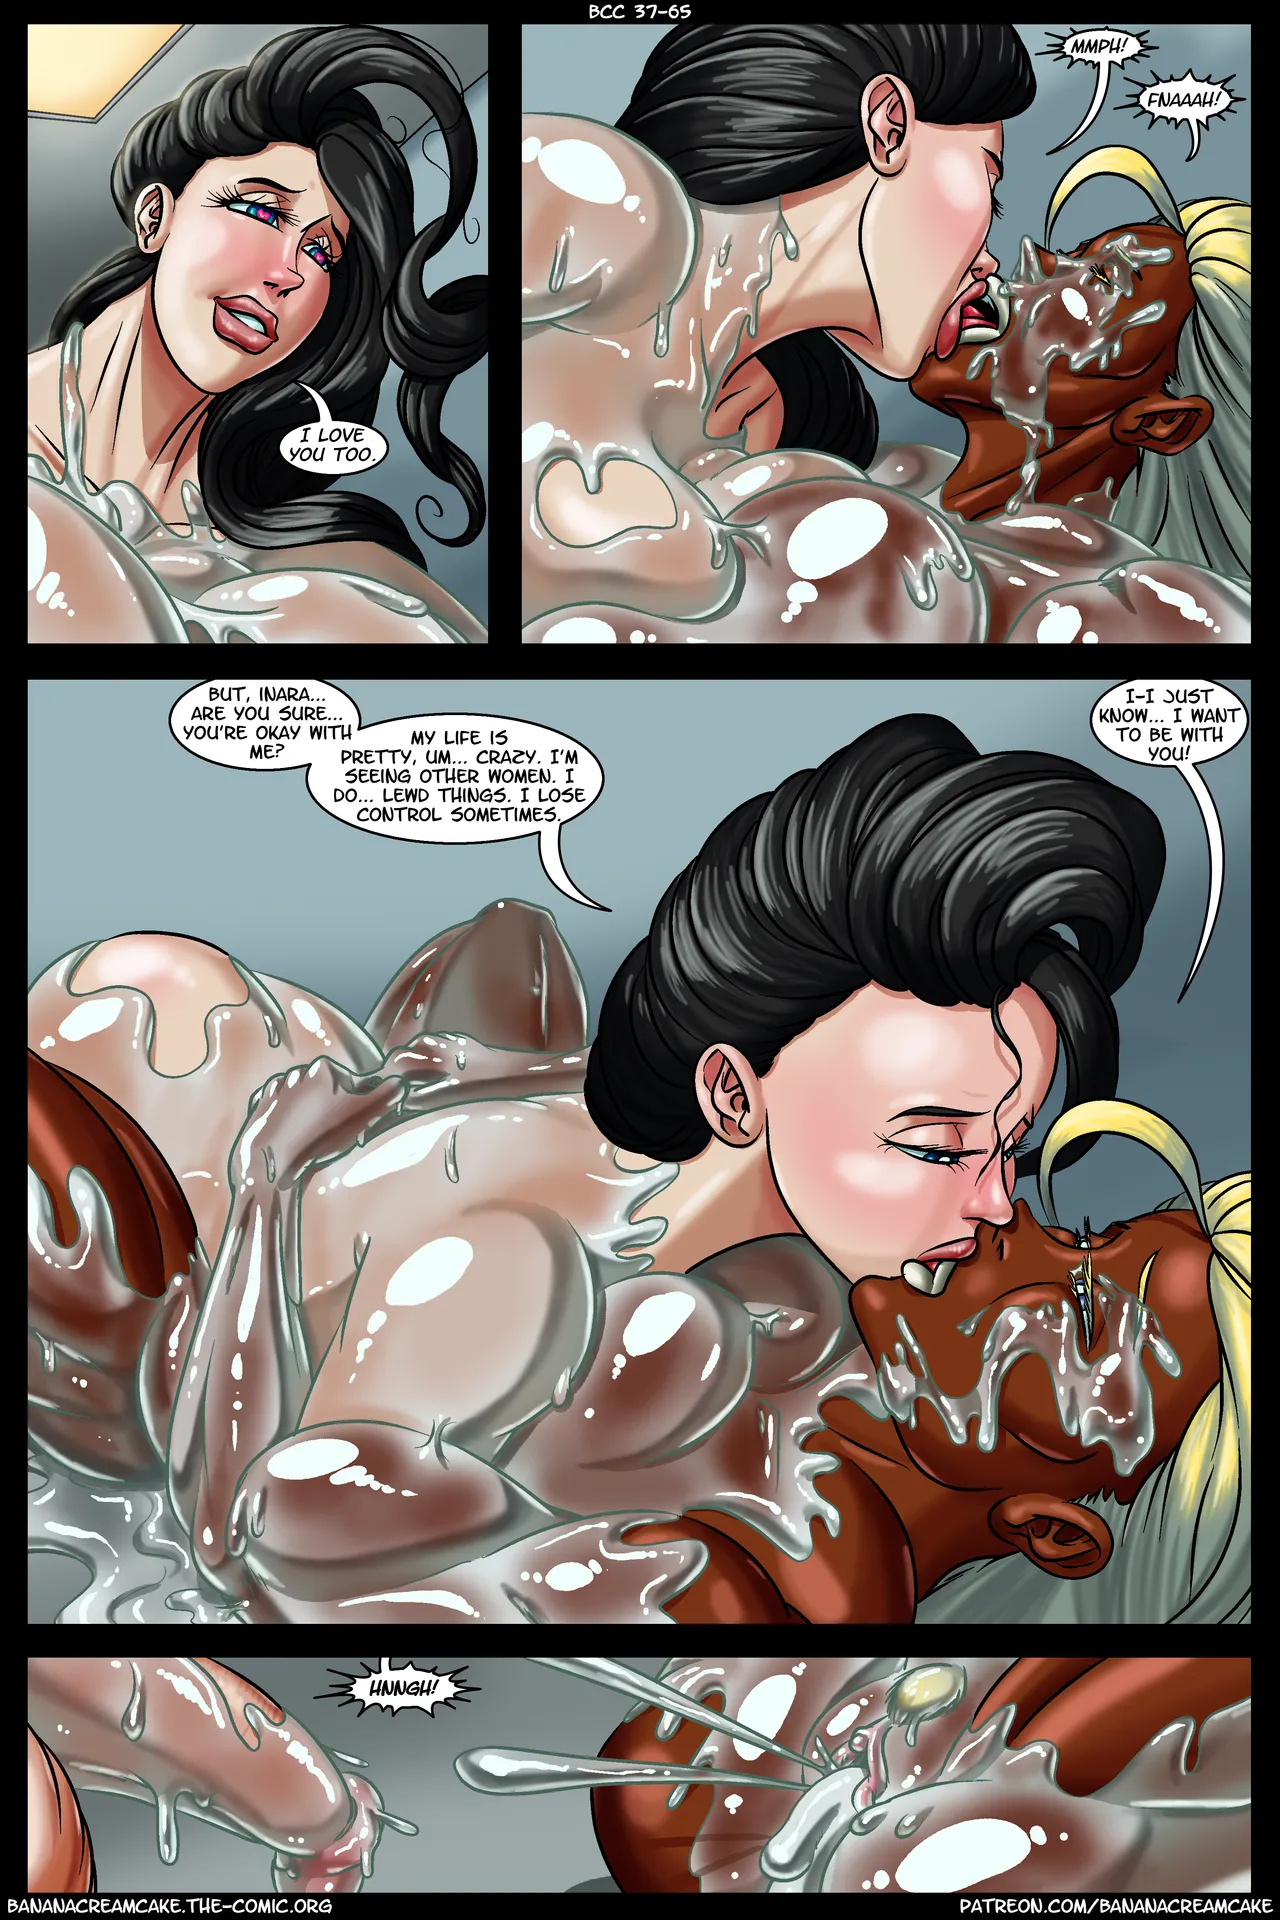 BCC 37-65
I LOVE
YOU TOO.
MMPH!
FNAAAH!
BUT, INARA...
ARE YOU SURE...
YOU'RE OKAY WITH
ME?
MY LIFE IS
PRETTY, UM... CRAZY. I'M
SEEING OTHER WOMEN. I
DO... LEWD THINGS. I LOSE
CONTROL SOMETIMES.
I-I JUST
KNOW... I WANT
TO BE WITH
YOU!
HNNGH!
BANANACREAMCAKE.THE-COMIC.ORG
PATREON.COM/BANANACREAMCAKE